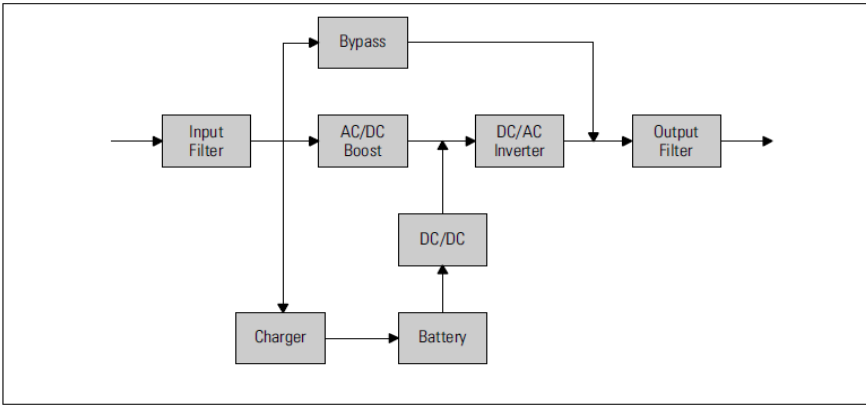 Bypass
Input
Filter
AC/DC
Boost
DC/AC
Inverter
Output
Filter
DC/DC
Charger
Battery